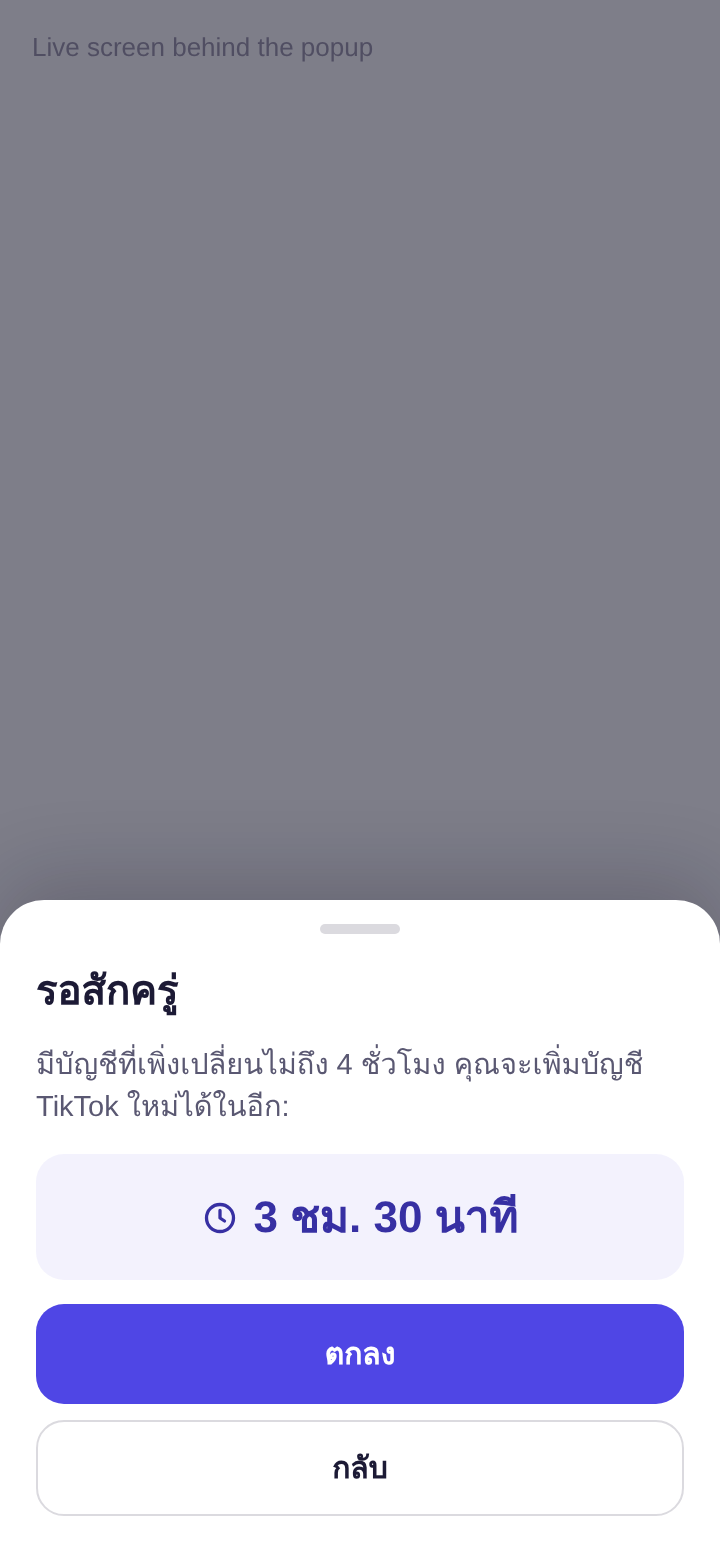 Live screen behind the popup
รอสักครู่
มีบัญชีที่เพิ่งเปลี่ยนไม่ถึง 4 ชั่วโมง คุณจะเพิ่มบัญชี
TikTok ใหม่ได้ในอีก:
3 ชม. 30 นาที
ตกลง
กลับ